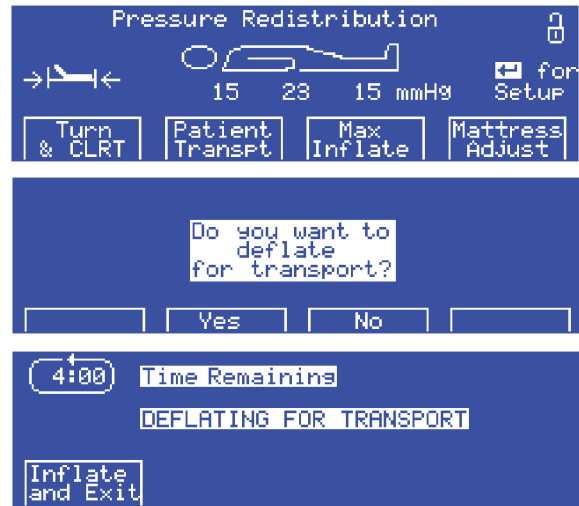 Pressure Redistribution
for
15 23 15 mmHg Setup
Turn Patient Max Mattress
& CLRT Transpt Inflate Adjust
Do you want to
deflate
for transport?
Yes No
4:00 Time Remaining
DEFLATING FOR TRANSPORT
Inflate
and Exit